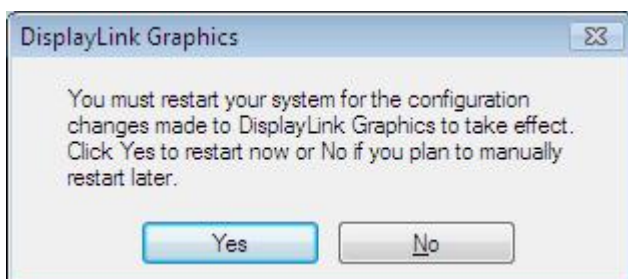 DisplayLink Graphics
You must restart your system for the configuration
changes made to DisplayLink Graphics to take effect.
Click Yes to restart now or No if you plan to manually
restart later.
Yes
No